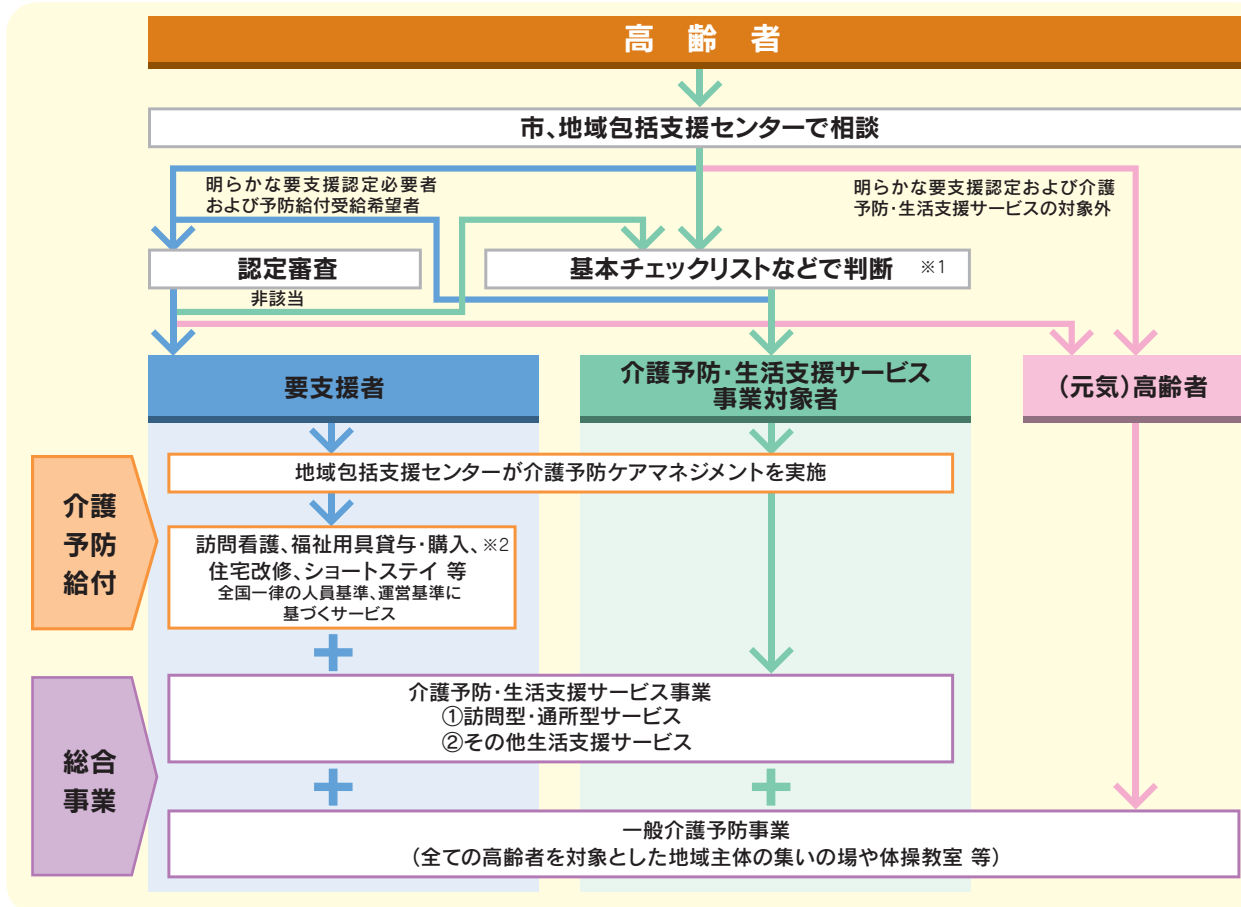 高齢者
市、地域包括支援センターで相談
明らかな要支援認定必要者
および予防給付受給希望者
明らかな要支援認定および介護
予防・生活支援サービスの対象外
認定審査
基本チェックリストなどで判断 ※1
非該当
要支援者
介護予防・生活支援サービス
事業対象者
(元気)高齢者
介護
予防
給付
地域包括支援センターが介護予防ケアマネジメントを実施
訪問看護、福祉用具貸与・購入、※2
住宅改修、ショートステイ 等
全国一律の人員基準、運営基準に
基づくサービス
+
総合
事業
介護予防・生活支援サービス事業
①訪問型・通所型サービス
②その他生活支援サービス
+ +
一般介護予防事業
(全ての高齢者を対象とした地域主体の集いの場や体操教室 等)